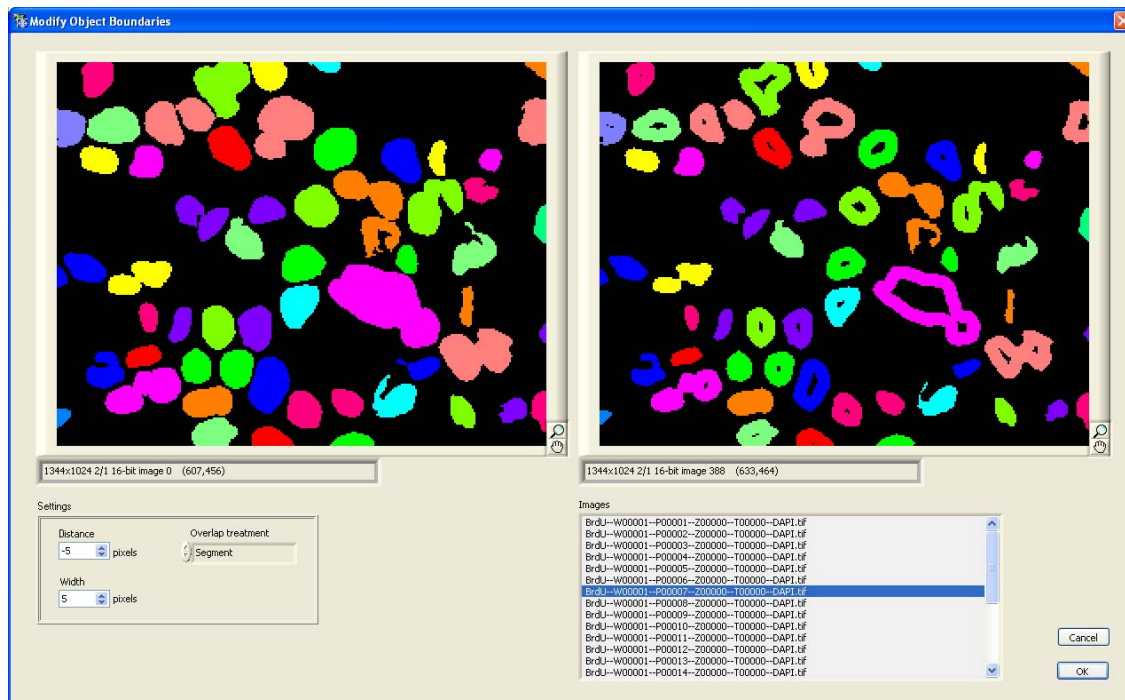 Modify Object Boundaries
1344x1024 2/1 16-bit image 0 (607,456)
1344x1024 2/1 16-bit image 388 (633,464)
Settings
Distance
-5 pixels
Overlap treatment
Segment
Width
5 pixels
Images
BrdU--W00001--P00001--Z00000--T00000--DAPI.tif
BrdU--W00001--P00002--Z00000--T00000--DAPI.tif
BrdU--W00001--P00003--Z00000--T00000--DAPI.tif
BrdU--W00001--P00004--Z00000--T00000--DAPI.tif
BrdU--W00001--P00005--Z00000--T00000--DAPI.tif
BrdU--W00001--P00006--Z00000--T00000--DAPI.tif
BrdU--W00001--P00007--Z00000--T00000--DAPI.tif
BrdU--W00001--P00008--Z00000--T00000--DAPI.tif
BrdU--W00001--P00009--Z00000--T00000--DAPI.tif
BrdU--W00001--P00010--Z00000--T00000--DAPI.tif
BrdU--W00001--P00011--Z00000--T00000--DAPI.tif
BrdU--W00001--P00012--Z00000--T00000--DAPI.tif
BrdU--W00001--P00013--Z00000--T00000--DAPI.tif
BrdU--W00001--P00014--Z00000--T00000--DAPI.tif
Cancel
OK